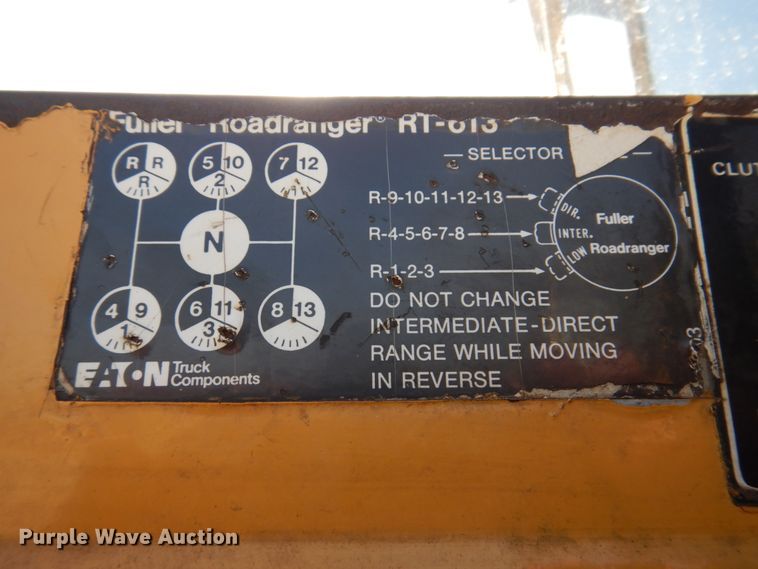 Fuller Roadranger® RT-613
— SELECTOR —
R R R
5 10 2
7 12
R-9-10-11-12-13
DIR.
R-4-5-6-7-8
INTER.
R-1-2-3
LOW
Fuller
Roadranger
N
4 9 1
6 11 3
8 13
DO NOT CHANGE
INTERMEDIATE-DIRECT
RANGE WHILE MOVING
IN REVERSE
EATON Truck
Components
CLUT
Purple Wave Auction